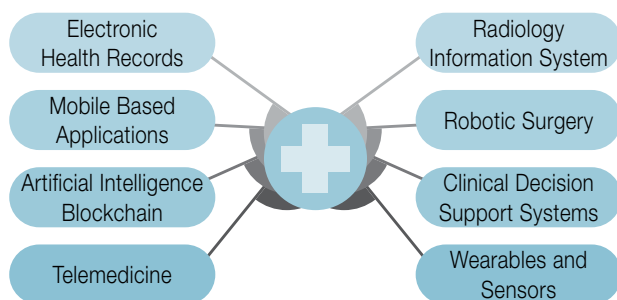 Electronic
Health Records
Mobile Based
Applications
Artificial Intelligence
Blockchain
Telemedicine
Radiology
Information System
Robotic Surgery
Clinical Decision
Support Systems
Wearables and
Sensors